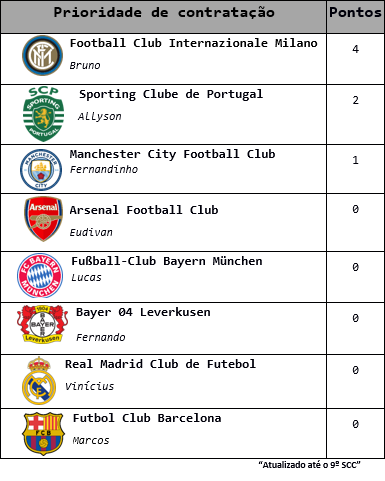 Prioridade de contratação Pontos
Football Club Internazionale Milano 4
Bruno
SCP
SPORTING
PORTUGAL
Sporting Clube de Portugal 2
Allyson
MANCHESTER
CITY
Manchester City Football Club 1
Fernandinho
Arsenal
Arsenal Football Club 0
Eudivan
FC BAYERN
MÜNCHEN
Fußball-Club Bayern München 0
Lucas
1904
BAYER
Leverkusen
Bayer 04 Leverkusen 0
Fernando
Real Madrid Club de Futebol 0
Vinícius
FCB
Futbol Club Barcelona 0
Marcos
“Atualizado até o 9º SCC”